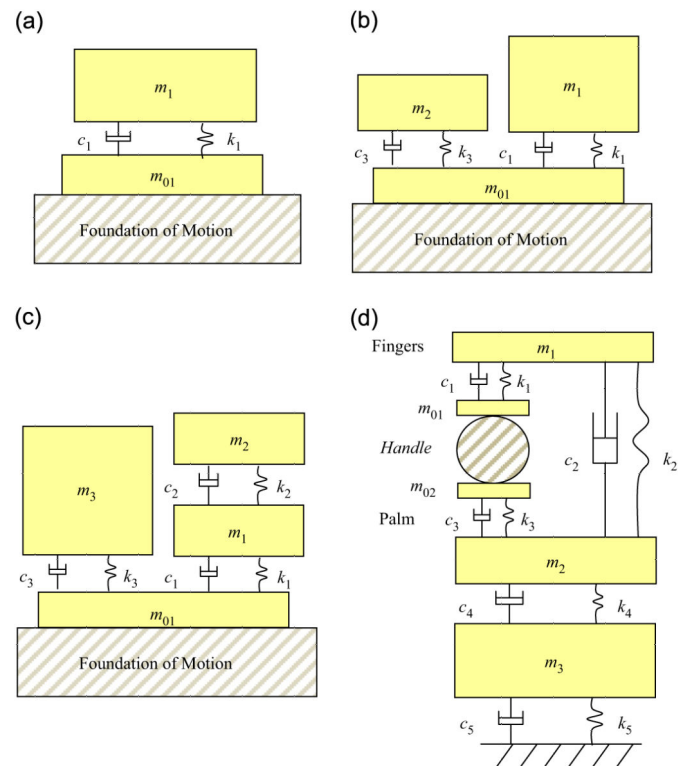 (a)
m1
c1
k1
m01
Foundation of Motion
(b)
m1
m2
c3
k3
c1
k1
m01
Foundation of Motion
(c)
m2
m3
c2
k2
m1
c3
k3
c1
k1
m01
Foundation of Motion
(d)
Fingers
m1
c1
k1
m01
Handle
c2
k2
m02
Palm
c3
k3
m2
c4
k4
m3
c5
k5